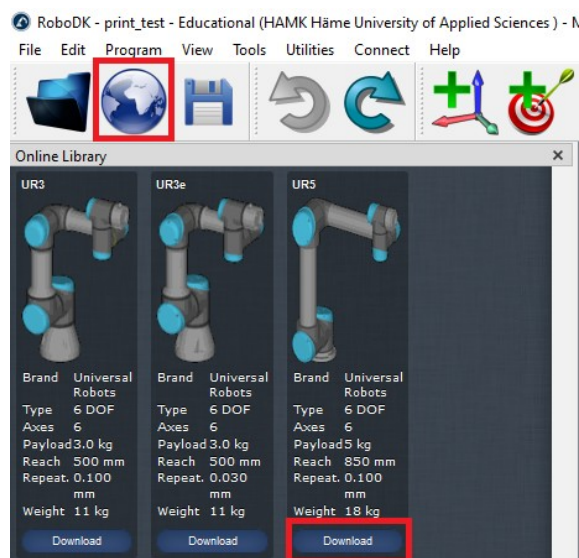 RoboDK - print_test - Educational (HAMK Häme University of Applied Sciences ) - M
File Edit Program View Tools Utilities Connect Help
Online Library
UR3 UR3e UR5
Brand Universal Robots Brand Universal Robots Brand Universal Robots
Type 6 DOF Type 6 DOF Type 6 DOF
Axes 6 Axes 6 Axes 6
Payload 3.0 kg Payload 3.0 kg Payload 5 kg
Reach 500 mm Reach 500 mm Reach 850 mm
Repeat. 0.100 mm Repeat. 0.030 mm Repeat. 0.100 mm
Weight 11 kg Weight 11 kg Weight 18 kg
Download Download Download